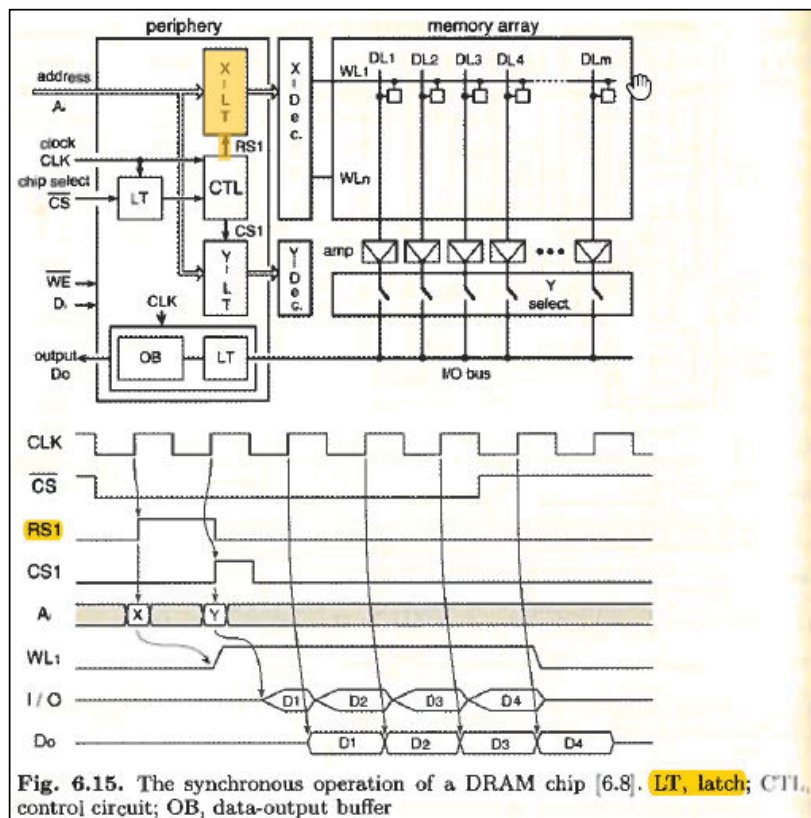 periphery
memory array
address
Ai
X-LT
X-Dec.
WL1
DL1 DL2 DL3 DL4 DLm
RS1
clock
CLK
chip select
CS
LT
CTL
WLn
CS1
Y-LT
Y-Dec.
amp
Y
select
WE
Di
CLK
output
Do
OB
LT
I/O bus
CLK
CS
RS1
CS1
Ai X Y
WL1
I/O D1 D2 D3 D4
Do D1 D2 D3 D4
Fig. 6.15. The synchronous operation of a DRAM chip [6.8]. LT, latch; CTL,
control circuit; OB, data-output buffer